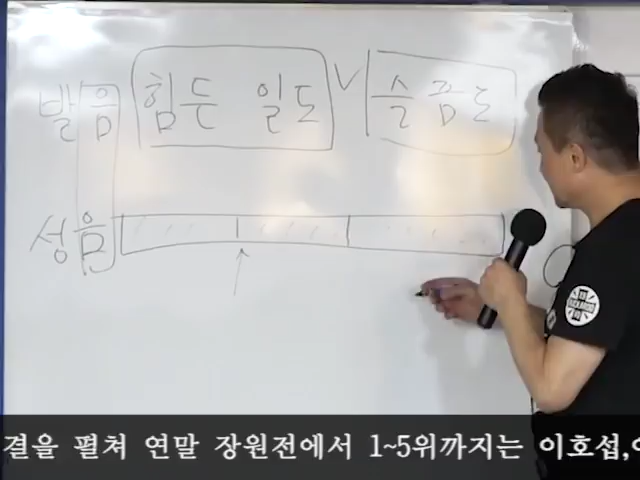 발음 힘든 일도 V 슬픔도
성음
결을 펼쳐 연말 장원전에서 1~5위까지는 이호섭,이